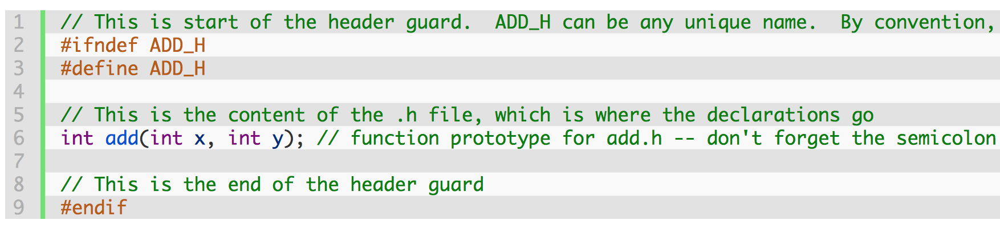 1 // This is start of the header guard.  ADD_H can be any unique name.  By convention,
2 #ifndef ADD_H
3 #define ADD_H
4
5 // This is the content of the .h file, which is where the declarations go
6 int add(int x, int y); // function prototype for add.h -- don't forget the semicolon
7
8 // This is the end of the header guard
9 #endif